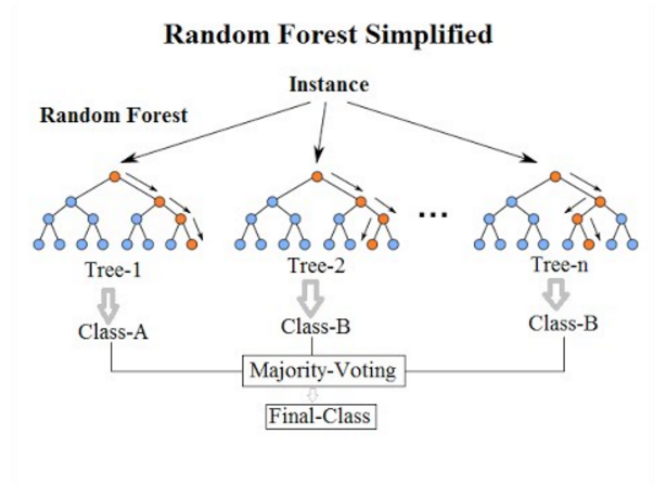 Random Forest Simplified
Instance
Random Forest
...
Tree-1
Tree-2
Tree-n
Class-A
Class-B
Class-B
Majority-Voting
Final-Class